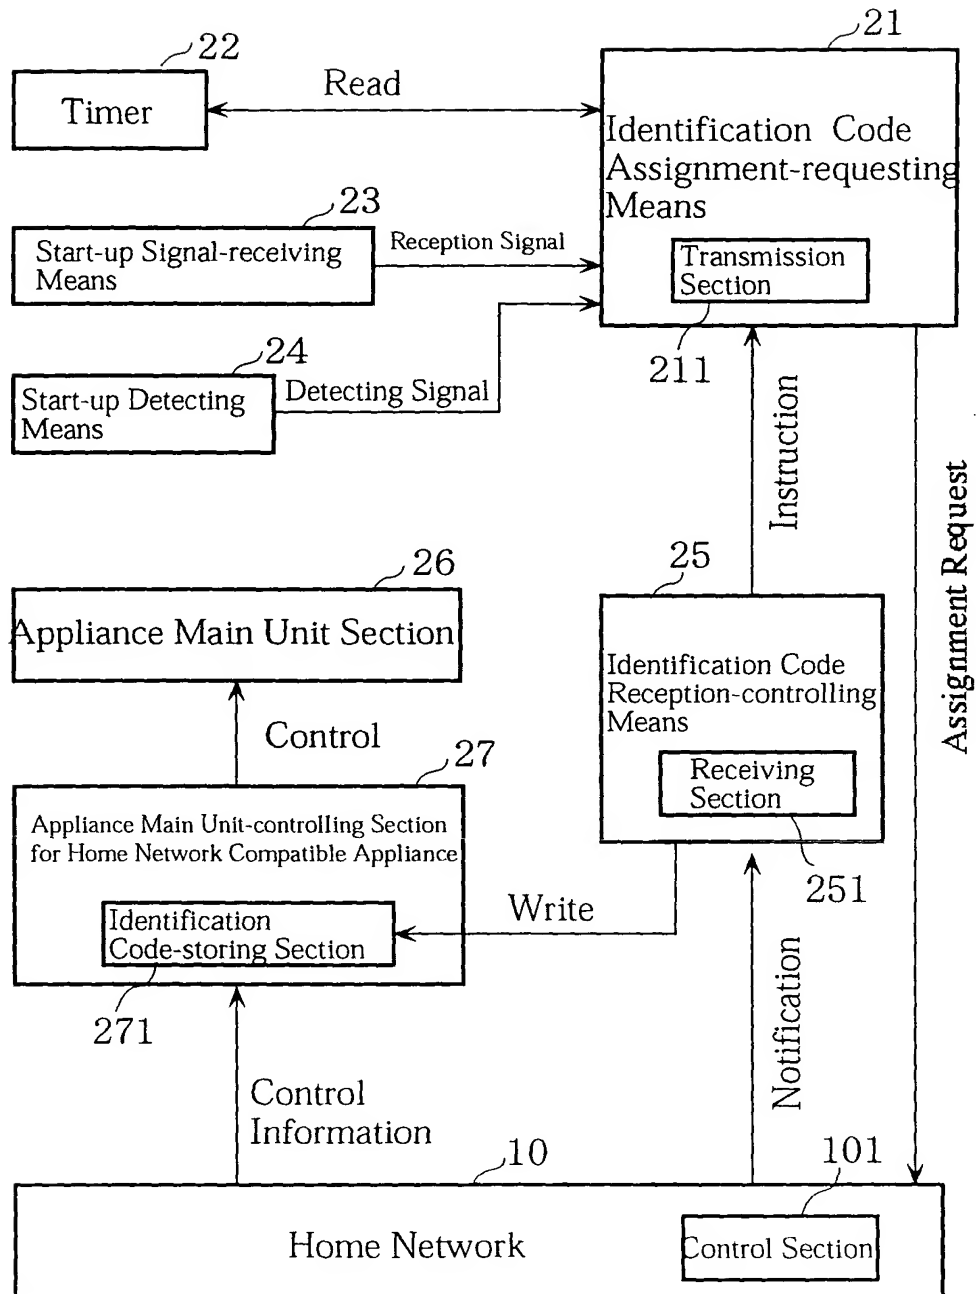 21
22
Timer
Read
Identification Code
Assignment-requesting
Means
Transmission
Section
211
23
Start-up Signal-receiving
Means
Reception Signal
24
Start-up Detecting
Means
Detecting Signal
Instruction
Assignment Request
26
Appliance Main Unit Section
25
Identification Code
Reception-controlling
Means
Receiving
Section
251
Control
27
Appliance Main Unit-controlling Section
for Home Network Compatible Appliance
Identification
Code-storing Section
271
Write
Notification
Control
Information
10
101
Home Network
Control Section